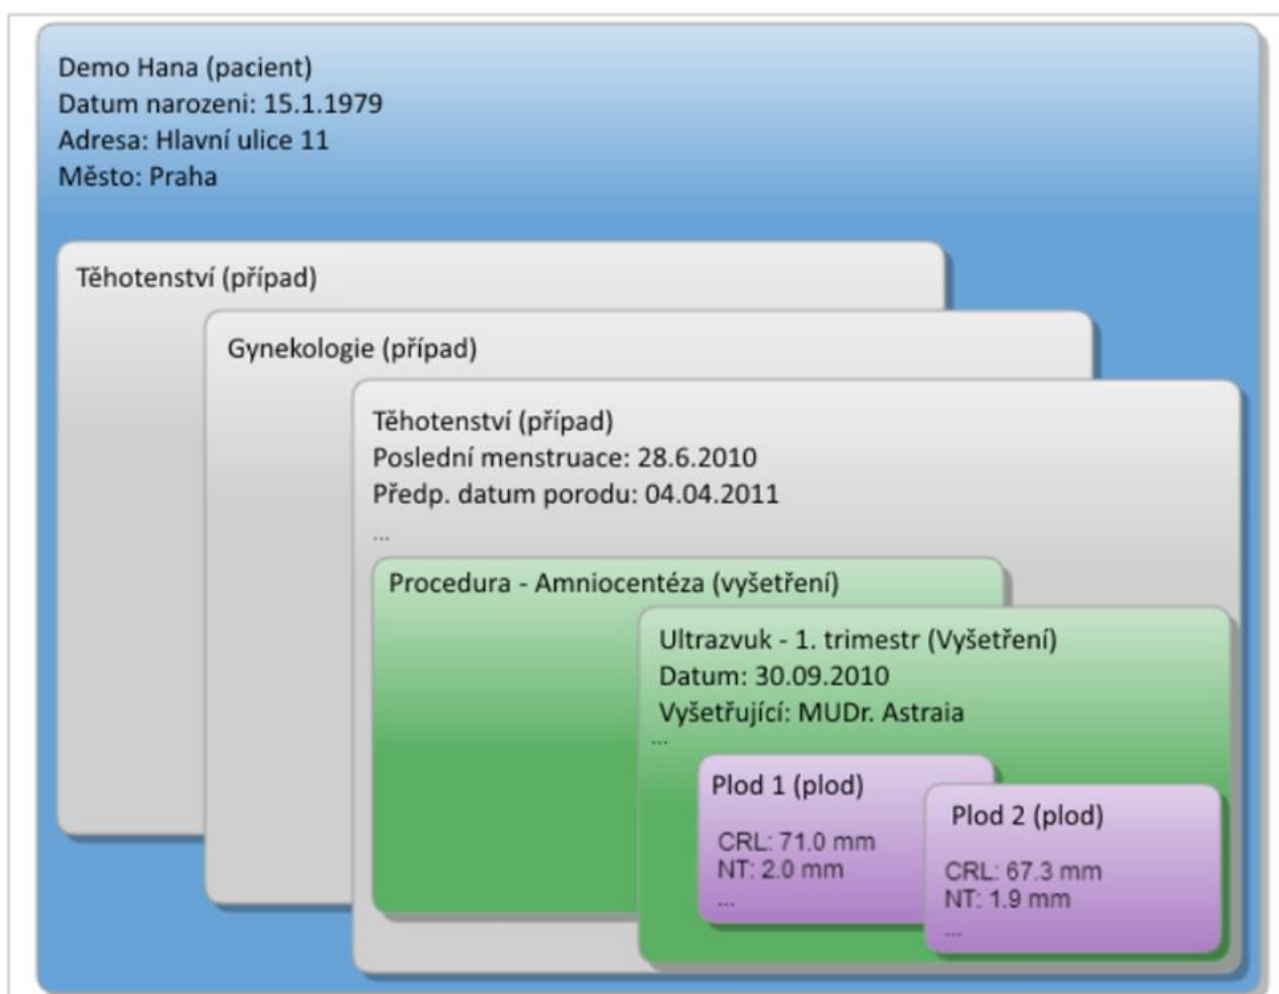 Demo Hana (pacient)
Datum narozeni: 15.1.1979
Adresa: Hlavní ulice 11
Město: Praha
Těhotenství (případ)
Gynekologie (případ)
Těhotenství (případ)
Poslední menstruace: 28.6.2010
Předp. datum porodu: 04.04.2011
...
Procedura - Amniocentéza (vyšetření)
Ultrazvuk - 1. trimestr (Vyšetření)
Datum: 30.09.2010
Vyšetřující: MUDr. Astraia
...
Plod 1 (plod)
CRL: 71.0 mm
NT: 2.0 mm
...
Plod 2 (plod)
CRL: 67.3 mm
NT: 1.9 mm
...